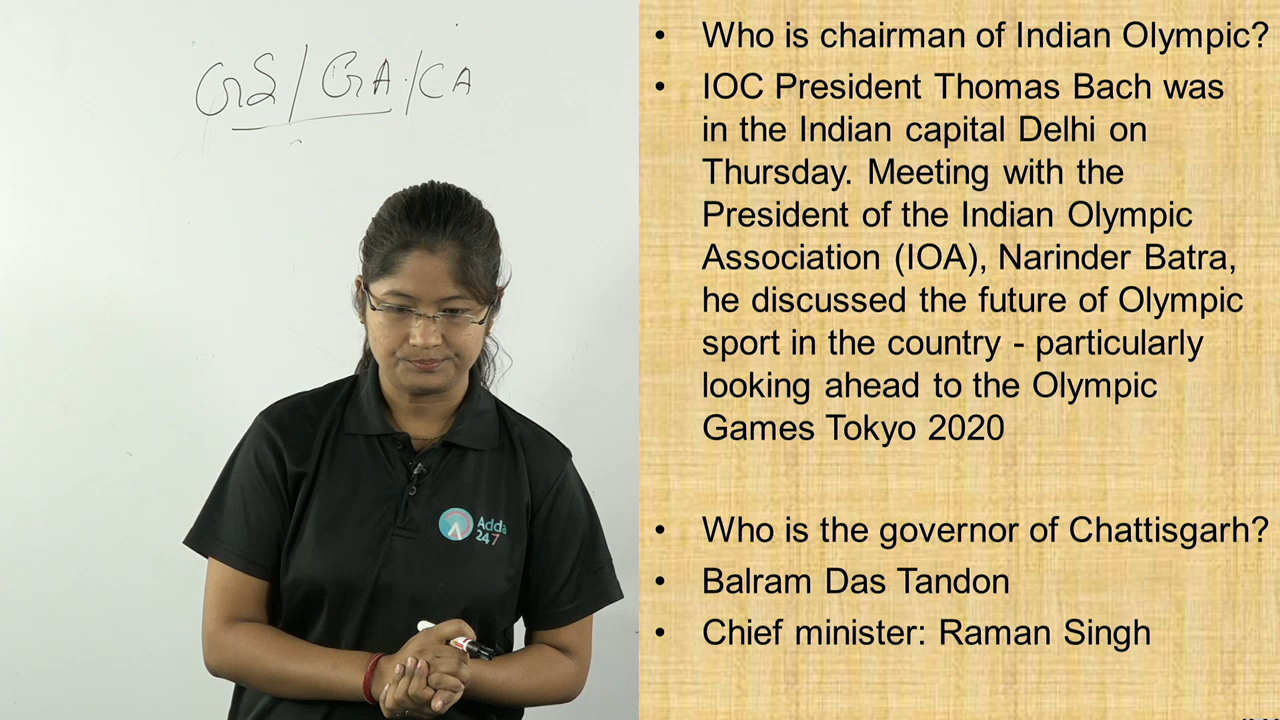 GS / GA / CA
Adda
247
• Who is chairman of Indian Olympic?
• IOC President Thomas Bach was
in the Indian capital Delhi on
Thursday. Meeting with the
President of the Indian Olympic
Association (IOA), Narinder Batra,
he discussed the future of Olympic
sport in the country - particularly
looking ahead to the Olympic
Games Tokyo 2020
• Who is the governor of Chattisgarh?
• Balram Das Tandon
• Chief minister: Raman Singh